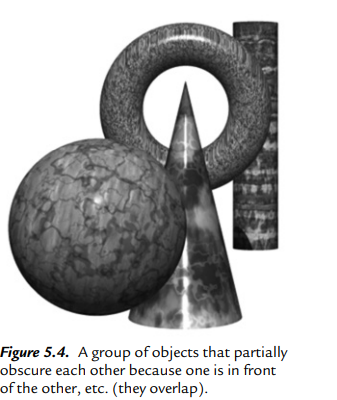 Figure 5.4. A group of objects that partially
obscure each other because one is in front
of the other, etc. (they overlap).